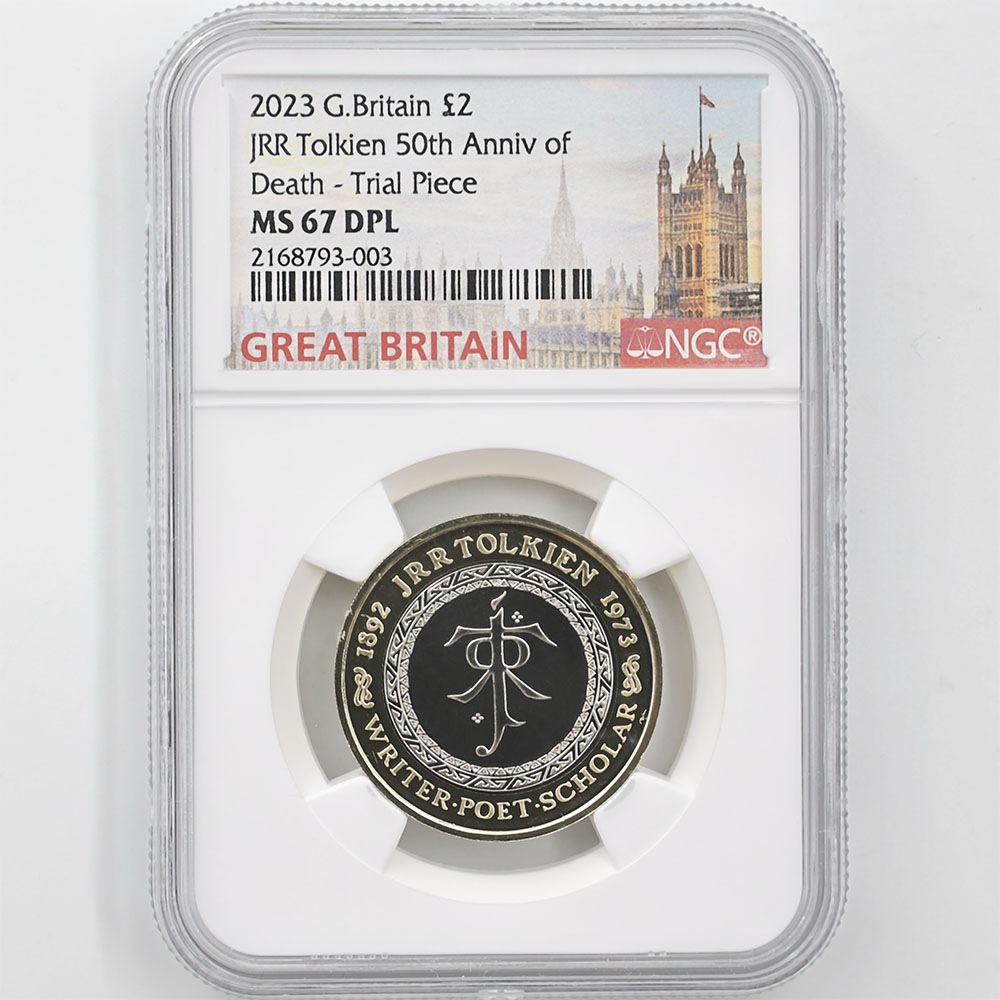 2023 G.Britain £2
JRR Tolkien 50th Anniv of
Death - Trial Piece
MS 67 DPL
2168793-003
GREAT BRITAiN
NGC®
1892 JRR TOLKIEN 1973
WRITER·POET·SCHOLAR